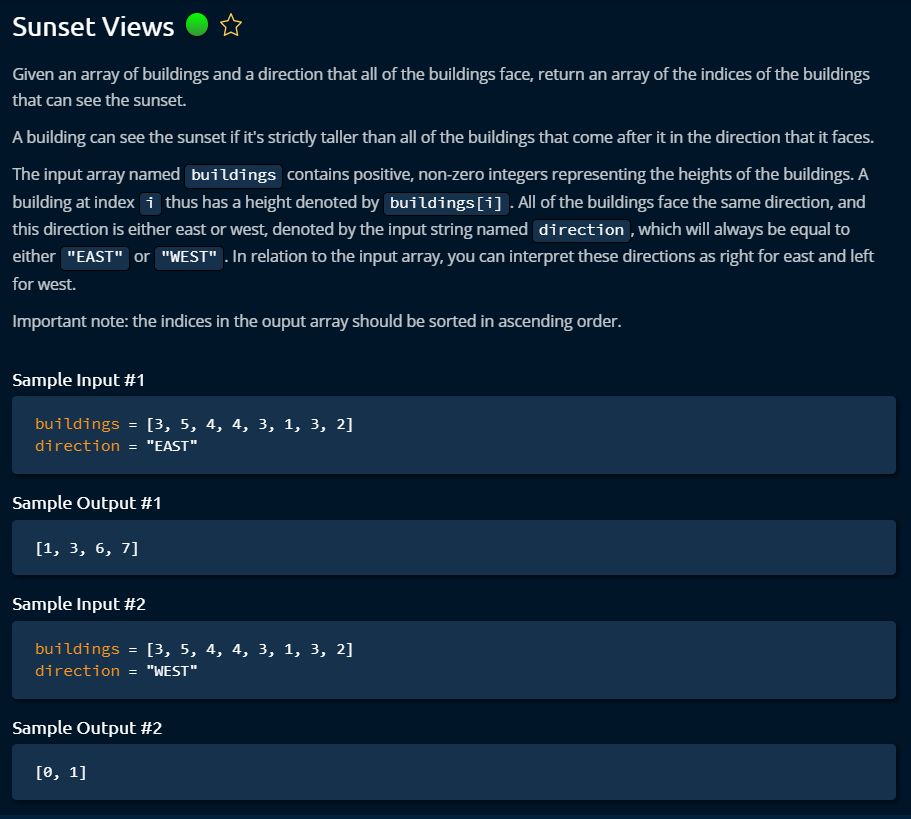 Sunset Views
Given an array of buildings and a direction that all of the buildings face, return an array of the indices of the buildings
that can see the sunset.
A building can see the sunset if it's strictly taller than all of the buildings that come after it in the direction that it faces.
The input array named buildings contains positive, non-zero integers representing the heights of the buildings. A
building at index i thus has a height denoted by buildings[i]. All of the buildings face the same direction, and
this direction is either east or west, denoted by the input string named direction, which will always be equal to
either "EAST" or "WEST". In relation to the input array, you can interpret these directions as right for east and left
for west.
Important note: the indices in the ouput array should be sorted in ascending order.
Sample Input #1
buildings = [3, 5, 4, 4, 3, 1, 3, 2]
direction = "EAST"
Sample Output #1
[1, 3, 6, 7]
Sample Input #2
buildings = [3, 5, 4, 4, 3, 1, 3, 2]
direction = "WEST"
Sample Output #2
[0, 1]